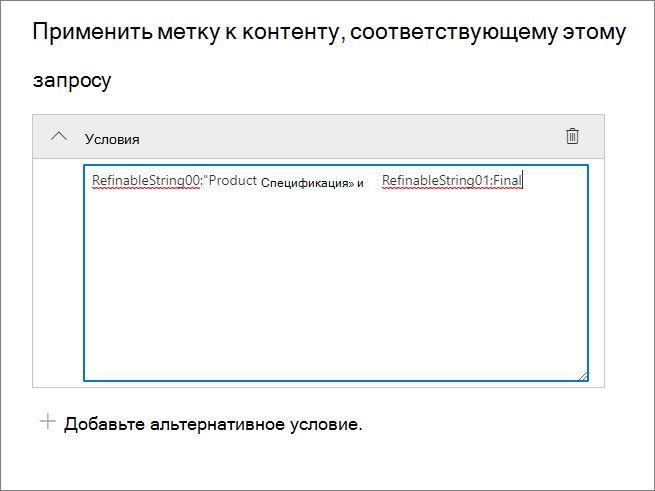 Применить метку к контенту, соответствующему этому
запросу
Условия
RefinableString00:"Product Спецификация» и RefinableString01:Final
Добавьте альтернативное условие.